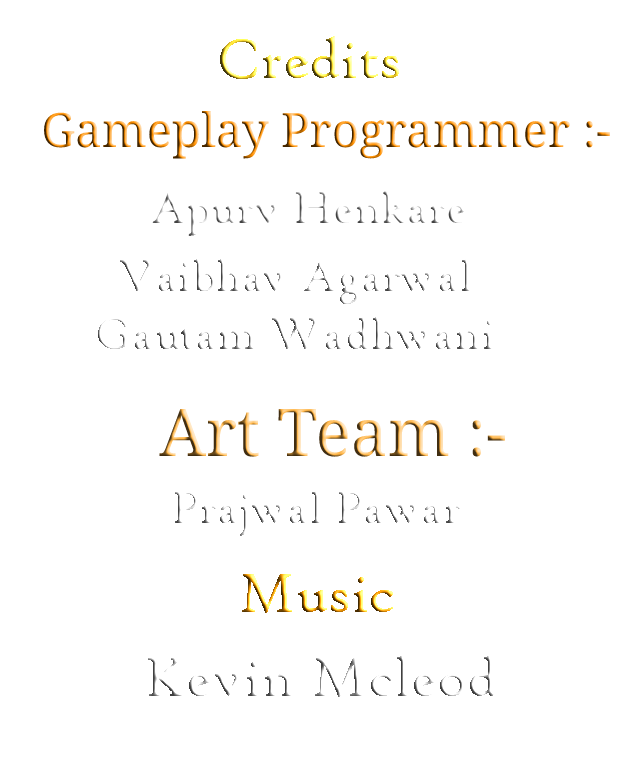 Credits
Gameplay Programmer :-
Apurv Henkare
Vaibhav Agarwal
Gautam Wadhwani
Art Team :-
Prajwal Pawar
Music
Kevin Mcleod